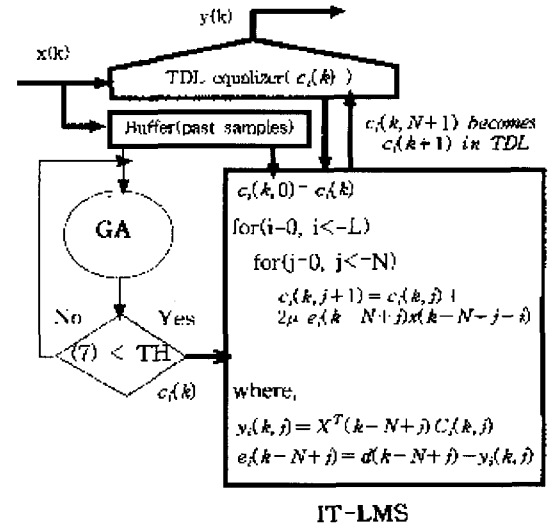 y(k)
x(k)
TDL equalizer( c_i(k) )
Buffer(past samples)
c_i(k, N+1) becomes
c_i(k+1) in TDL
c_i(k,0)= c_i(k)
for(i=0, i<=L)
for(j=0, j<=N)
c_i(k, j+1) = c_i(k, j) +
2μ e_i(k-N+j)x(k-N+j-i)
where,
y_i(k, j) = X^T(k-N+j) C_i(k, j)
e_i(k-N+j) = d(k-N+j) - y_i(k, j)
GA
No
Yes
(7) < TH
c_i(k)
IT-LMS